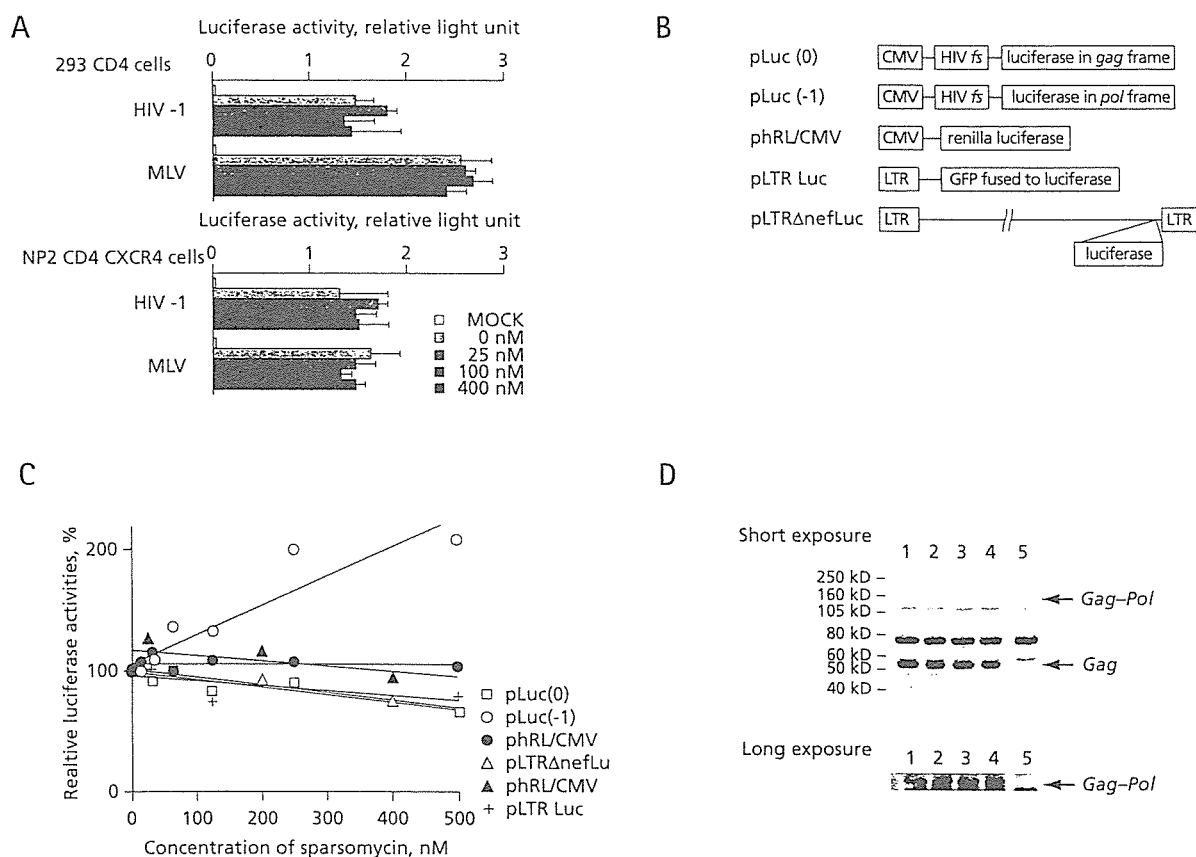 A
Luciferase activity, relative light unit
0 1 2 3
293 CD4 cells
HIV -1
MLV
Luciferase activity, relative light unit
0 1 2 3
NP2 CD4 CXCR4 cells
HIV -1
MLV
MOCK
0 nM
25 nM
100 nM
400 nM
B
pLuc (0) CMV HIV fs luciferase in gag frame
pLuc (-1) CMV HIV fs luciferase in pol frame
phRL/CMV CMV renilla luciferase
pLTR Luc LTR GFP fused to luciferase
pLTRΔnefLuc LTR // LTR
luciferase
C
Realtive luciferase activities, %
200
100
0
0 100 200 300 400 500
Concentration of sparsomycin, nM
pLuc(0)
pLuc(-1)
phRL/CMV
pLTRΔnefLu
phRL/CMV
pLTR Luc
D
Short exposure
1 2 3 4 5
250 kD –
160 kD –
105 kD –
80 kD –
60 kD –
50 kD –
40 kD –
Gag–Pol
Gag
Long exposure
1 2 3 4 5
Gag–Pol